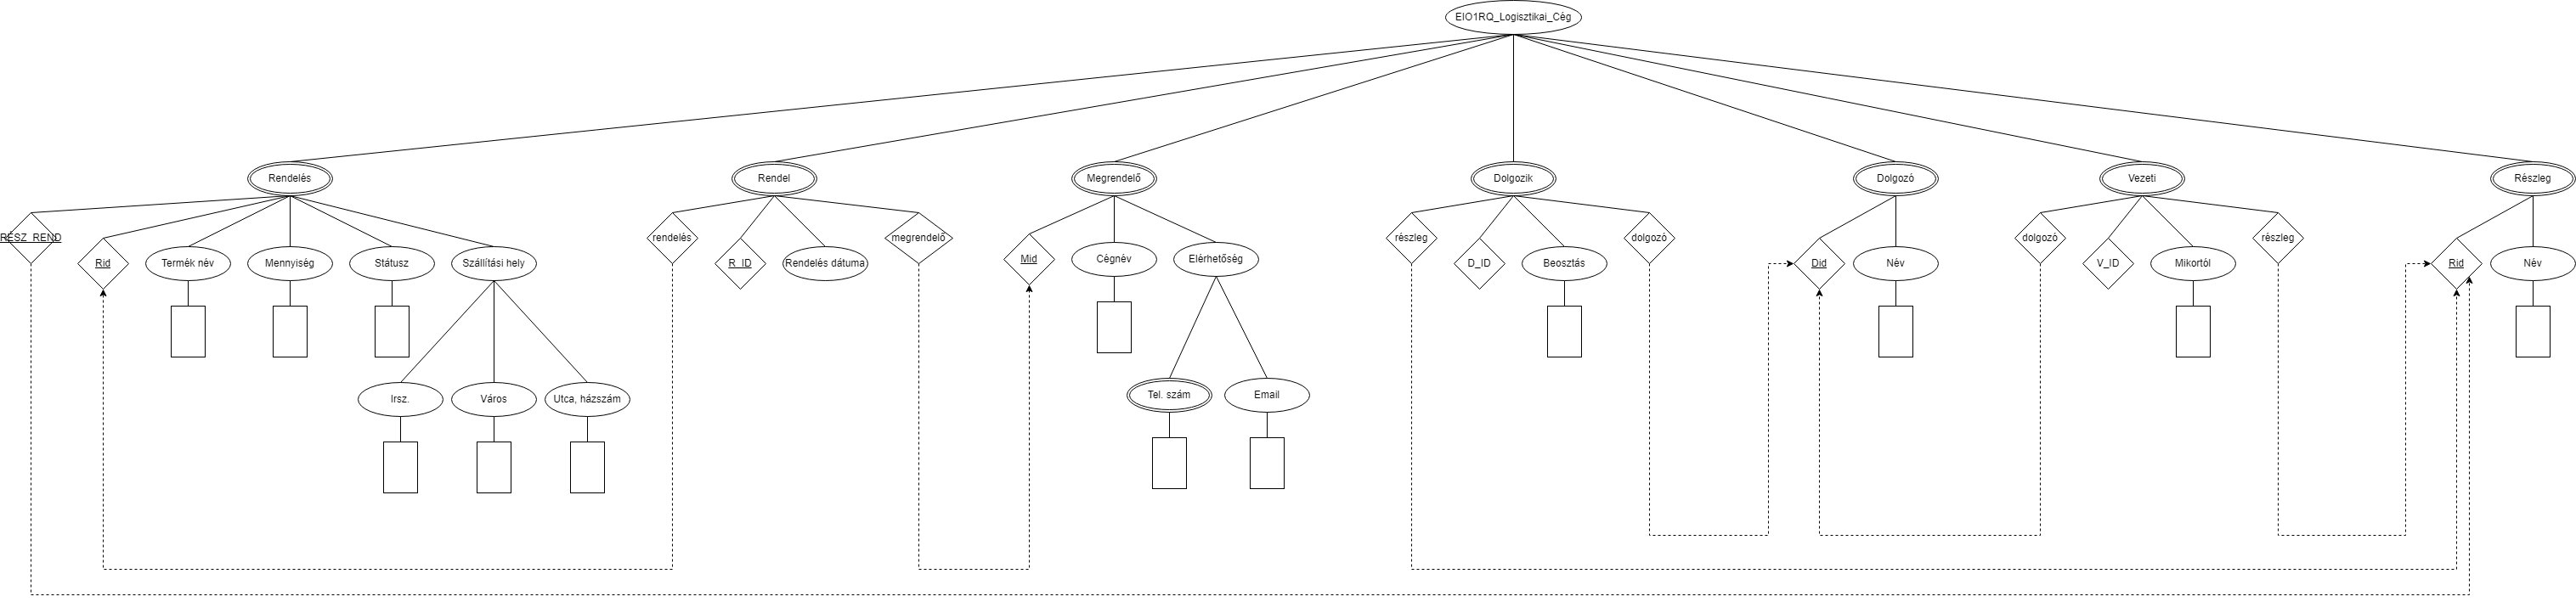 EIO1RQ_Logisztikai_Cég
Rendelés
Rendel
Megrendelő
Dolgozik
Dolgozó
Vezeti
Részleg
RÉSZ_REND
Rid
Termék név
Mennyiség
Státusz
Szállítási hely
rendelés
R_ID
Rendelés dátuma
megrendelő
Mid
Cégnév
Elérhetőség
részleg
D_ID
Beosztás
dolgozó
Did
Név
dolgozó
V_ID
Mikortól
részleg
Rid
Név
Irsz.
Város
Utca, házszám
Tel. szám
Email